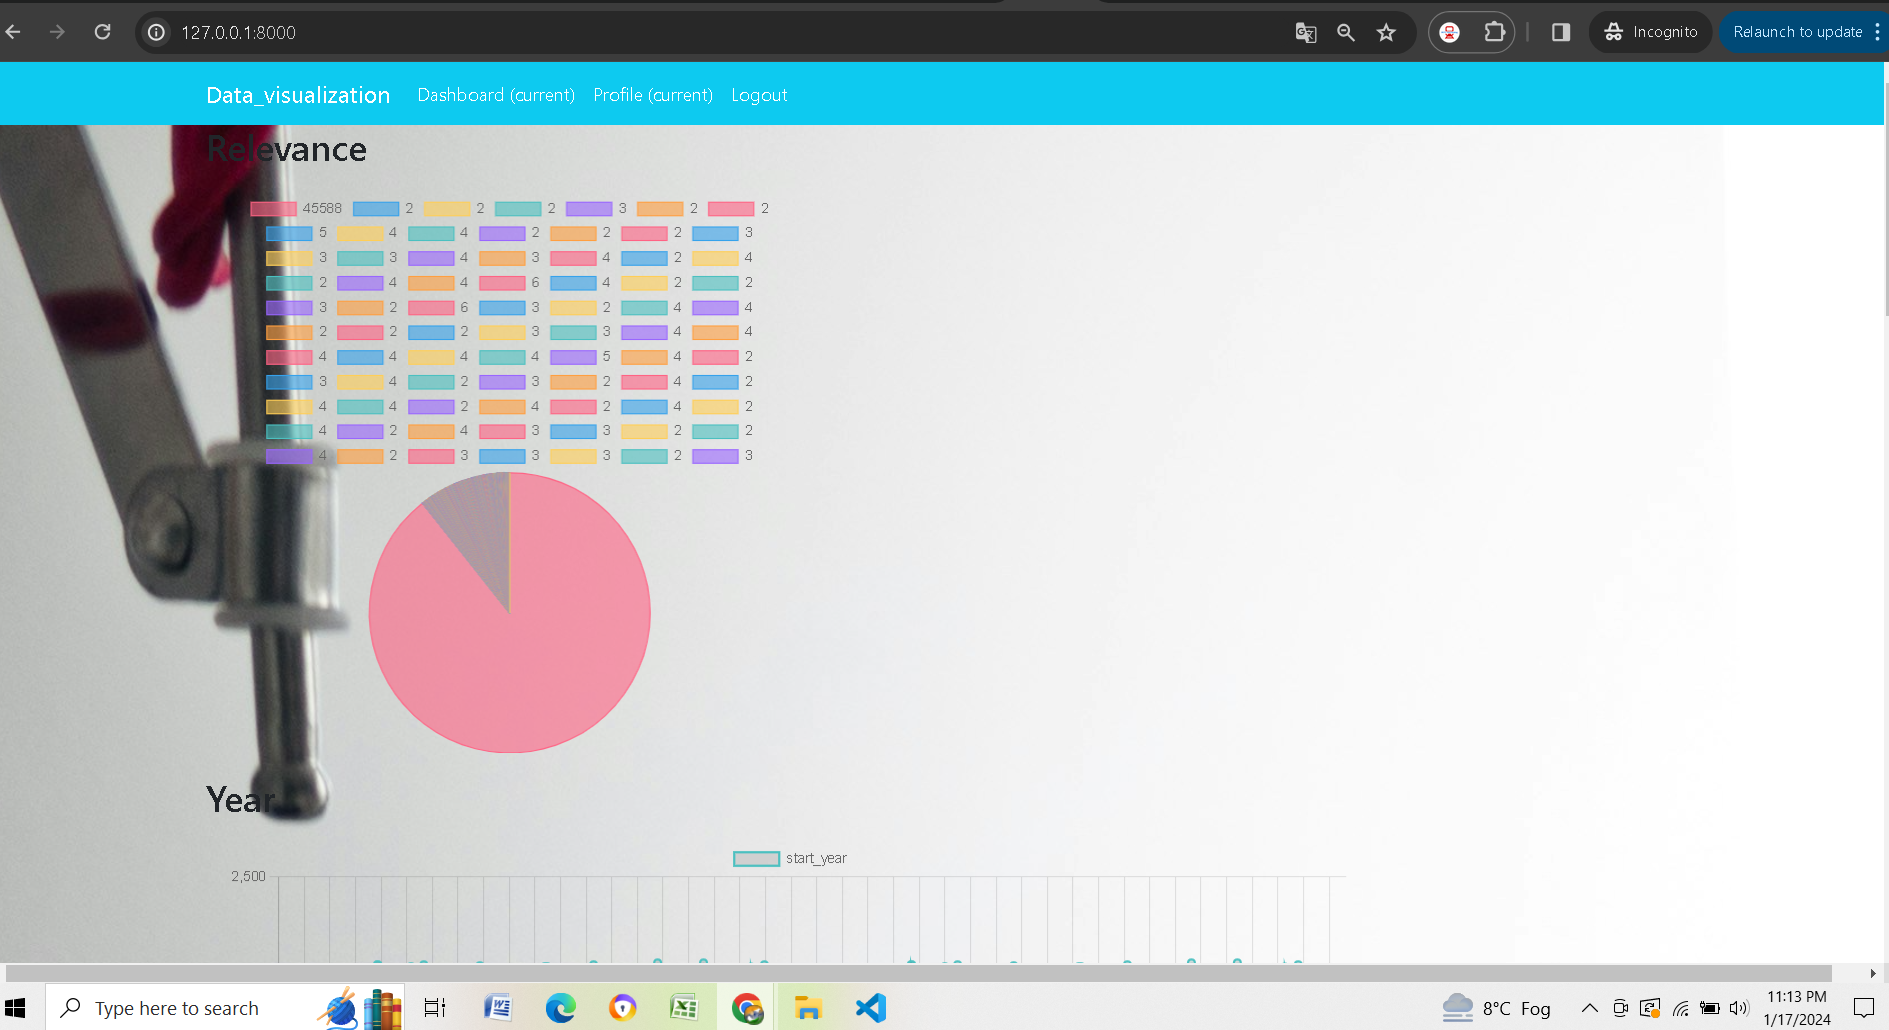 127.0.0.1:8000
Incognito
Relaunch to update
Data_visualization Dashboard (current) Profile (current) Logout
Relevance
45588 2 2 2 3 2 2
5 4 4 2 2 2 3
3 3 4 3 4 2 4
2 4 4 6 4 2 2
3 2 6 3 2 4 4
2 2 2 3 3 4 4
4 4 4 4 5 4 2
3 4 2 3 2 4 2
4 4 2 4 2 4 2
4 2 4 3 3 2 2
4 2 3 3 3 2 3
Year
start_year
2,500
Type here to search
8°C Fog
11:13 PM
1/17/2024